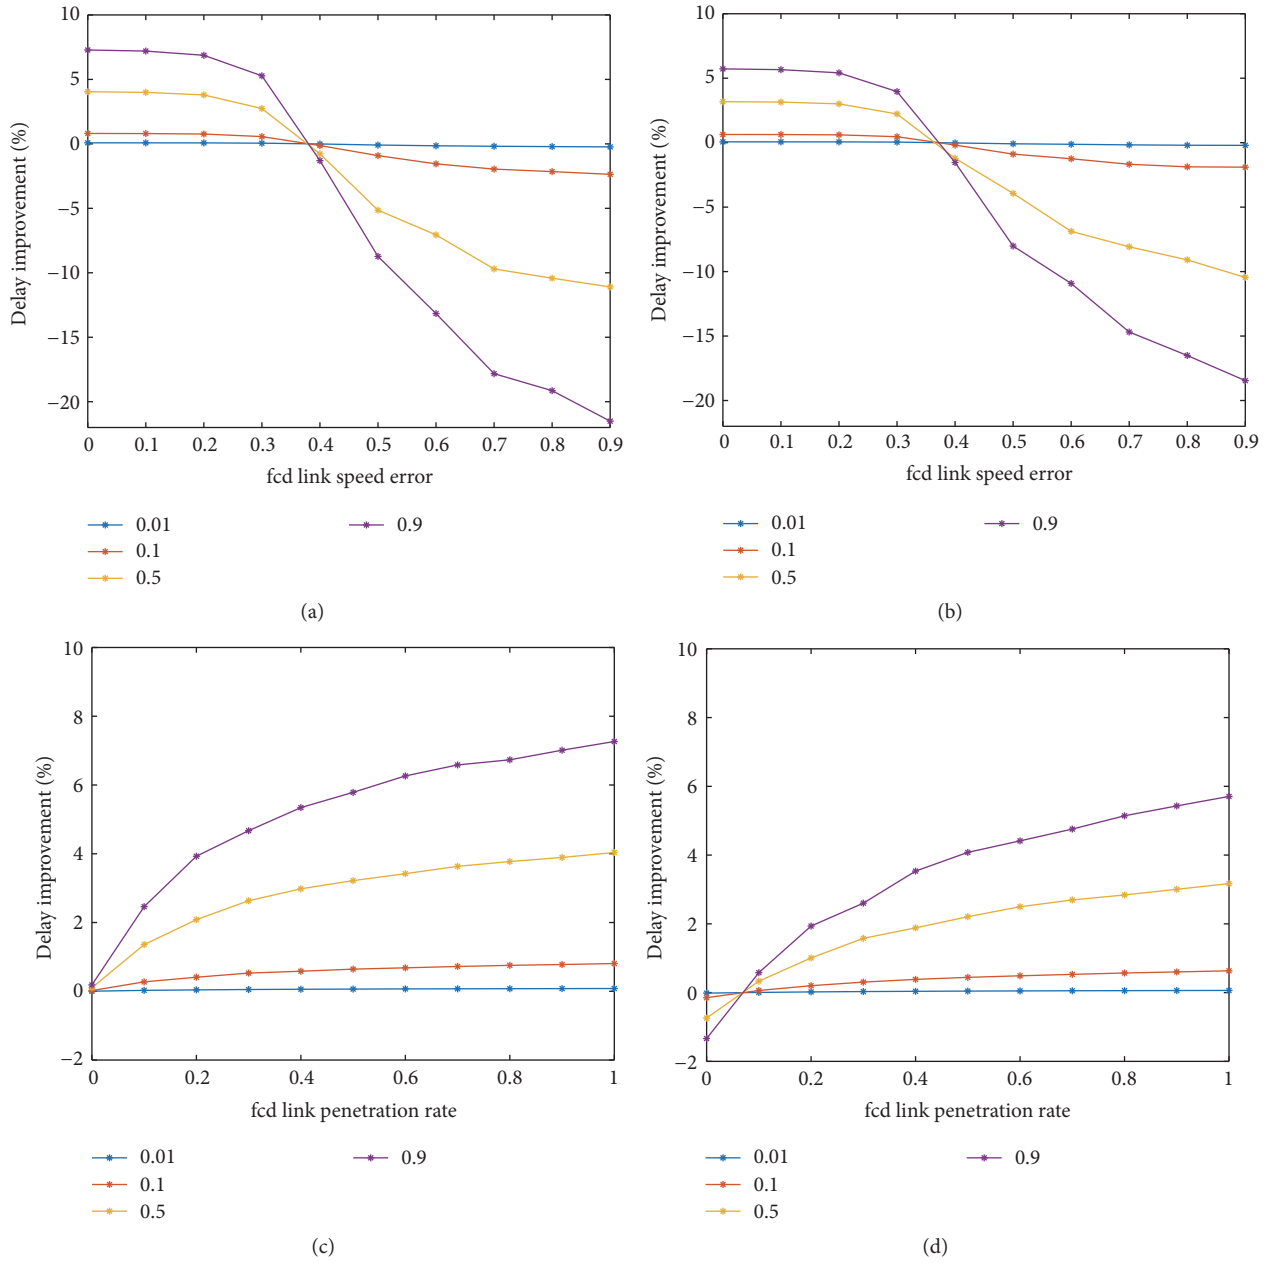 10
5
0
−5
−10
−15
−20
Delay improvement (%)
0 0.1 0.2 0.3 0.4 0.5 0.6 0.7 0.8 0.9
fcd link speed error
0.01 0.9
0.1
0.5
(a)
10
5
0
−5
−10
−15
−20
Delay improvement (%)
0 0.1 0.2 0.3 0.4 0.5 0.6 0.7 0.8 0.9
fcd link speed error
0.01 0.9
0.1
0.5
(b)
10
8
6
4
2
0
−2
Delay improvement (%)
0 0.2 0.4 0.6 0.8 1
fcd link penetration rate
0.01 0.9
0.1
0.5
(c)
10
8
6
4
2
0
−2
Delay improvement (%)
0 0.2 0.4 0.6 0.8 1
fcd link penetration rate
0.01 0.9
0.1
0.5
(d)